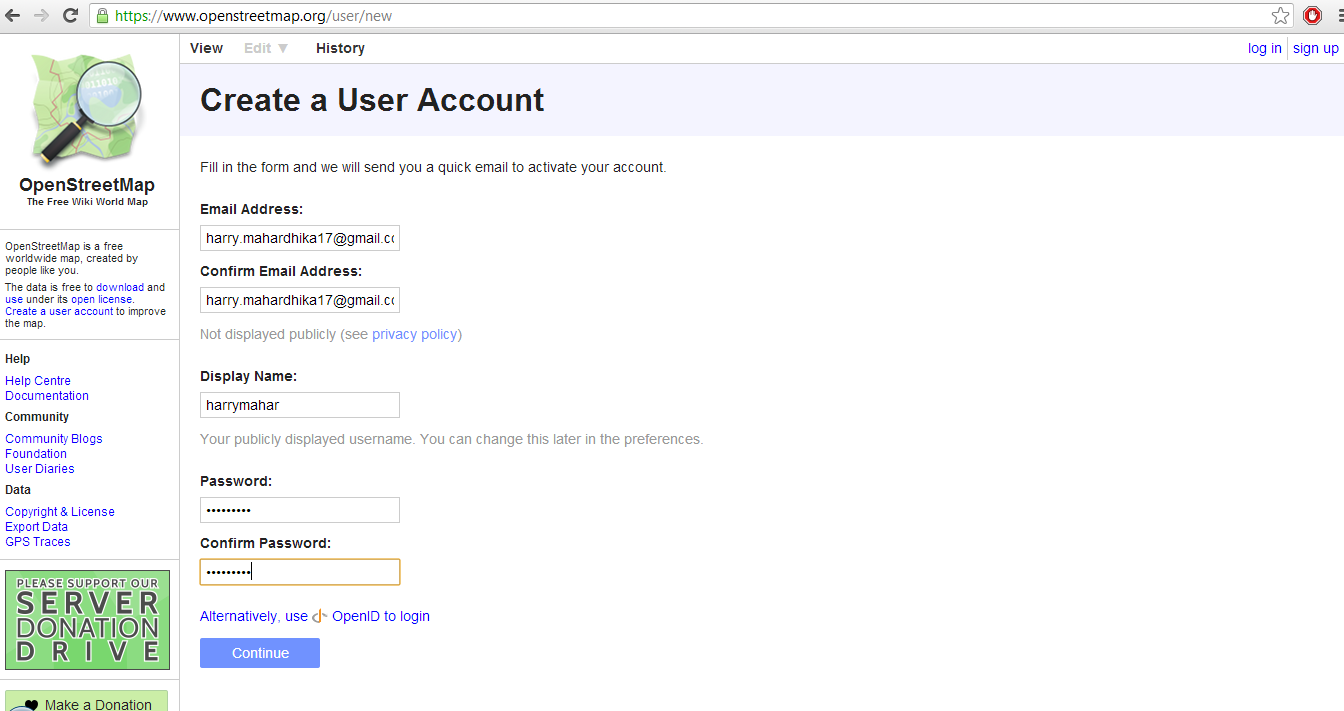 https://www.openstreetmap.org/user/new
View Edit ▼ History
log in sign up
OpenStreetMap
The Free Wiki World Map
OpenStreetMap is a free
worldwide map, created by
people like you.
The data is free to download and
use under its open license.
Create a user account to improve
the map.
Help
Help Centre
Documentation
Community
Community Blogs
Foundation
User Diaries
Data
Copyright & License
Export Data
GPS Traces
PLEASE SUPPORT OUR
SERVER
DONATION
DRIVE
Make a Donation
Create a User Account
Fill in the form and we will send you a quick email to activate your account.
Email Address:
harry.mahardhika17@gmail.co
Confirm Email Address:
harry.mahardhika17@gmail.co
Not displayed publicly (see privacy policy)
Display Name:
harrymahar
Your publicly displayed username. You can change this later in the preferences.
Password:
•••••••••
Confirm Password:
•••••••••
Alternatively, use OpenID to login
Continue